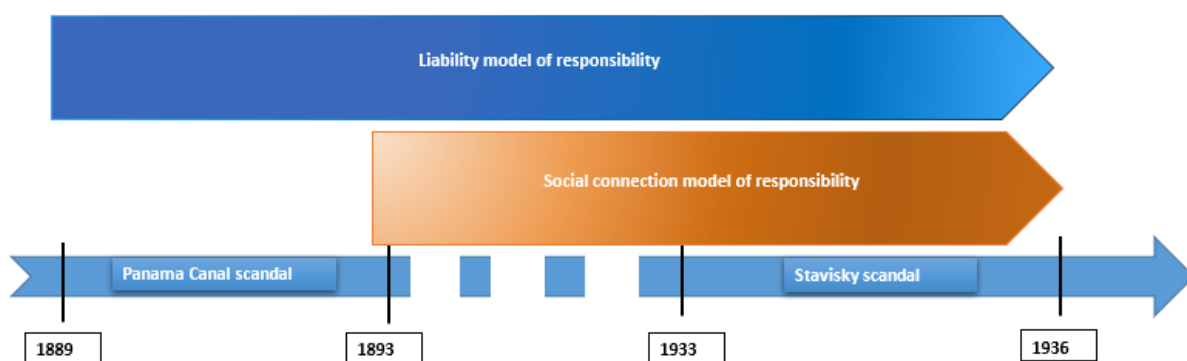 Liability model of responsibility
Social connection model of responsibility
Panama Canal scandal
Stavisky scandal
1889
1893
1933
1936